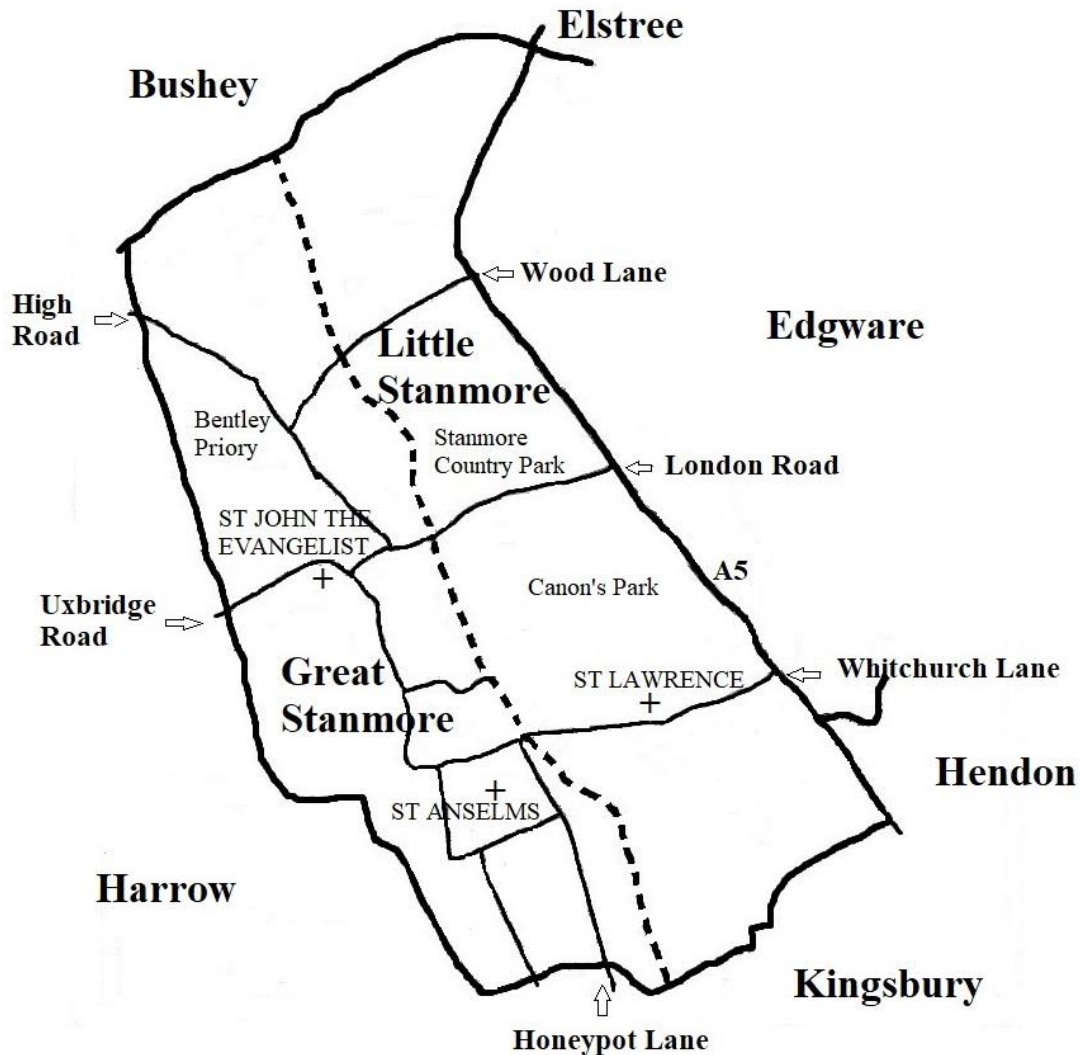 Elstree
Bushey
Wood Lane
High
Road
Edgware
Little
Stanmore
Bentley
Priory
Stanmore
Country Park
London Road
ST JOHN THE
EVANGELIST
A5
Canon's Park
Uxbridge
Road
Great
Stanmore
ST LAWRENCE
Whitchurch Lane
Hendon
ST ANSELMS
Harrow
Kingsbury
Honeypot Lane